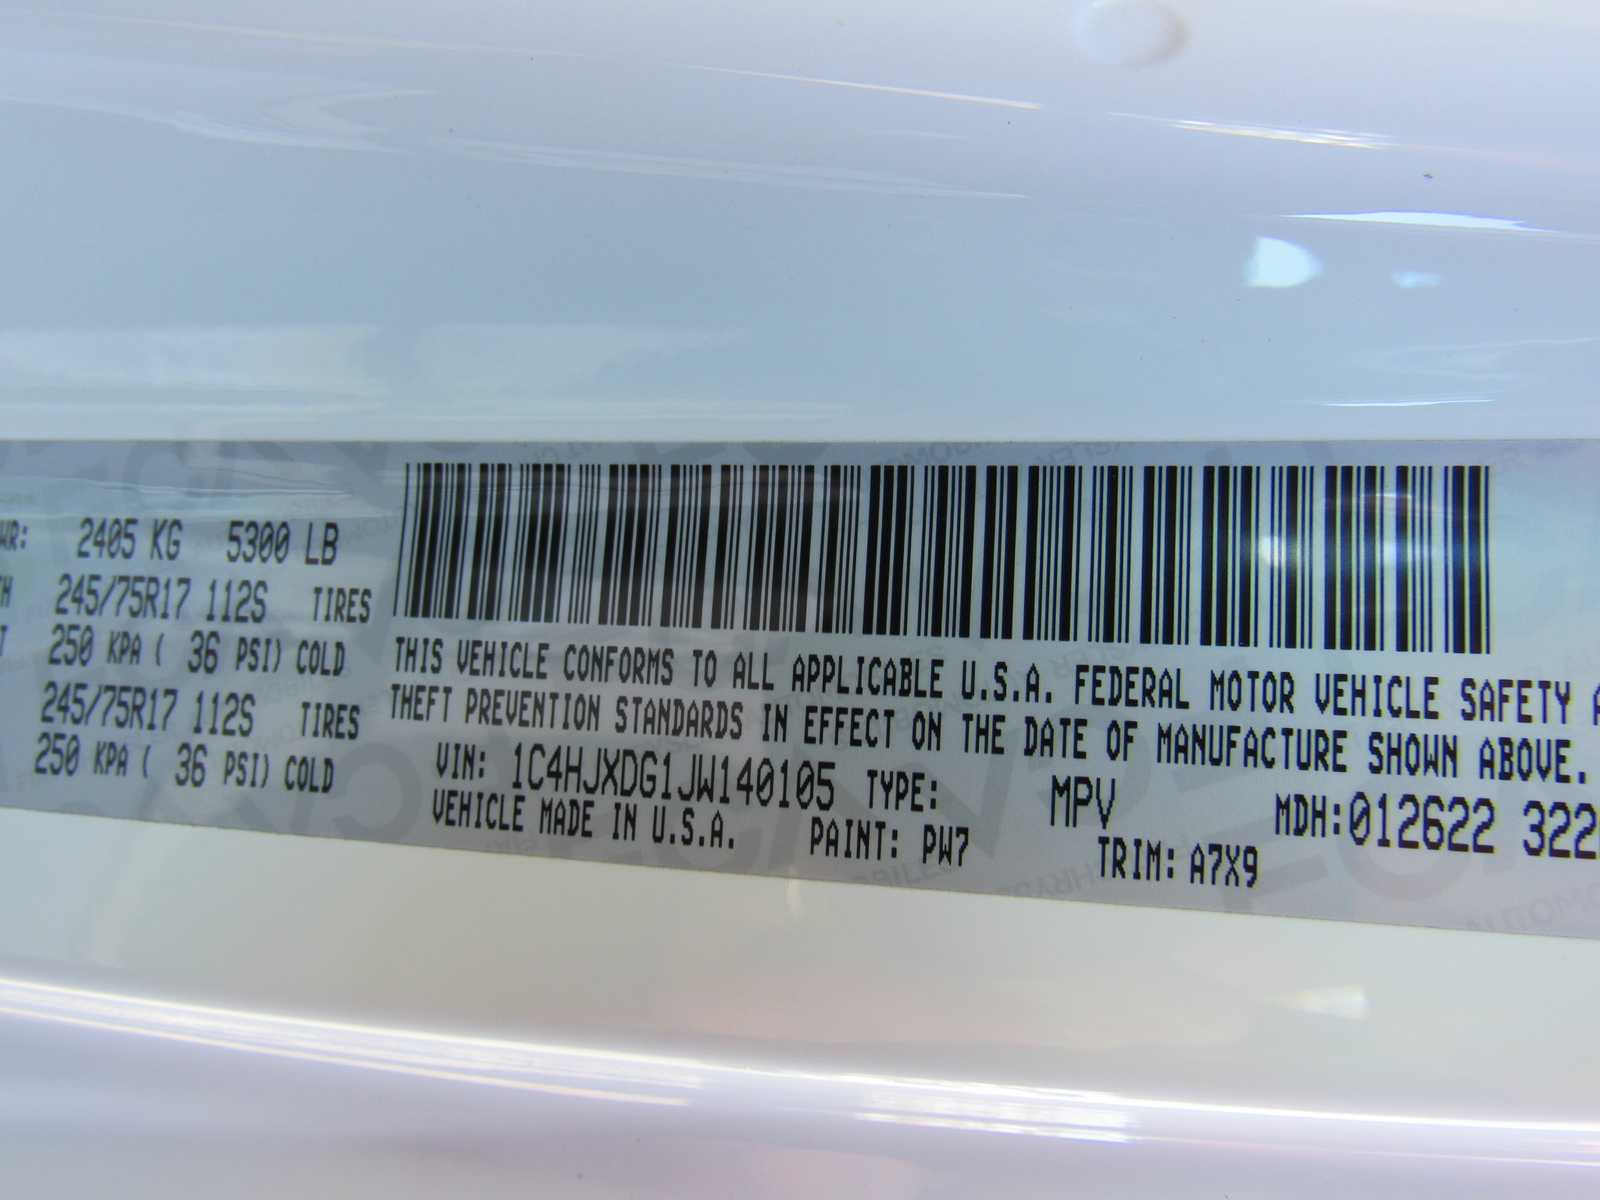 WR: 2405 KG 5300 LB
TH 245/75R17 112S TIRES
T 250 KPA ( 36 PSI) COLD
245/75R17 112S TIRES
250 KPA ( 36 PSI) COLD
THIS VEHICLE CONFORMS TO ALL APPLICABLE U.S.A. FEDERAL MOTOR VEHICLE SAFETY A
THEFT PREVENTION STANDARDS IN EFFECT ON THE DATE OF MANUFACTURE SHOWN ABOVE.
VIN: 1C4HJXDG1JW140105 TYPE: MPV MDH:012622 322
VEHICLE MADE IN U.S.A. PAINT: PW7 TRIM: A7X9